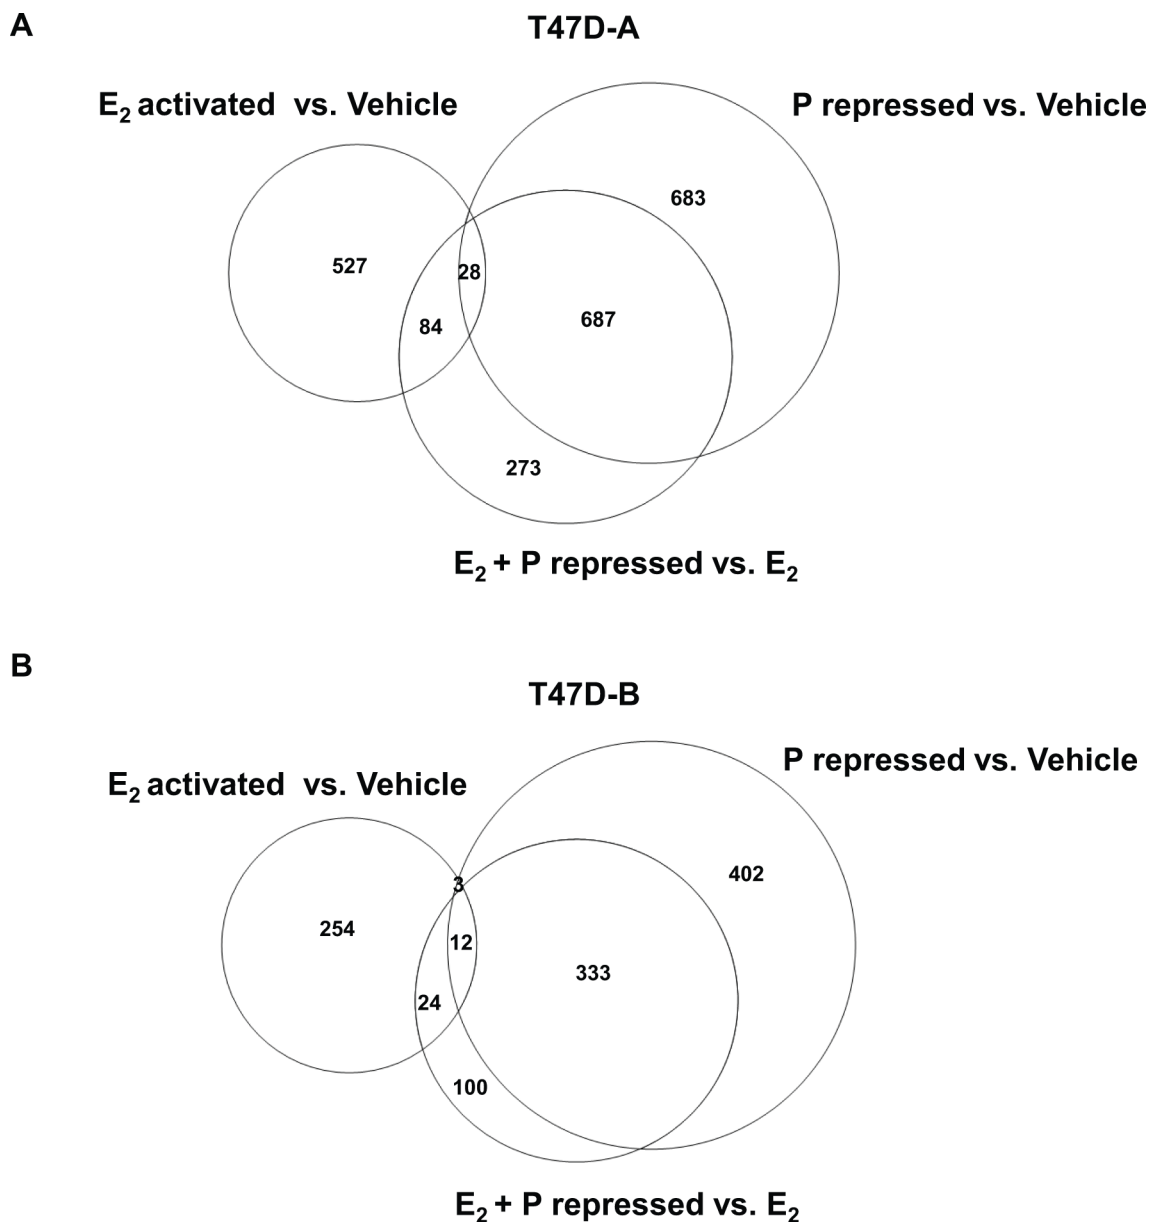 A
T47D-A
E2 activated vs. Vehicle
P repressed vs. Vehicle
683
527
28
84
687
273
E2 + P repressed vs. E2
B
T47D-B
P repressed vs. Vehicle
E2 activated vs. Vehicle
402
3
254
12
333
24
100
E2 + P repressed vs. E2